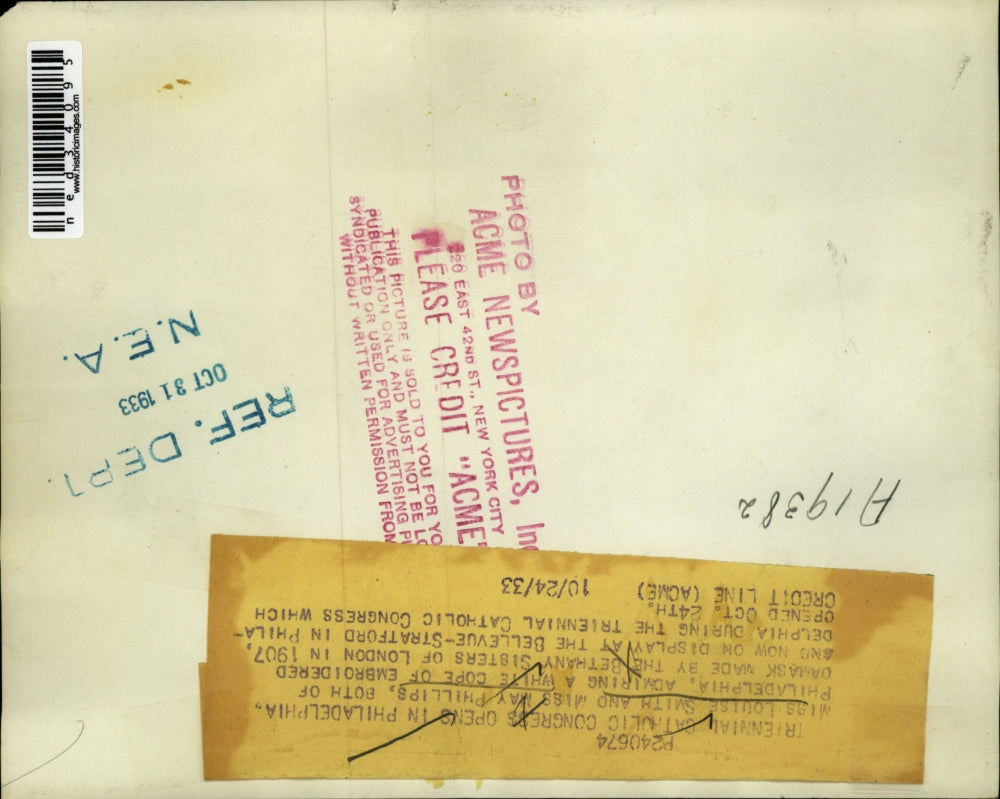 ned34095
www.historicimages.com
PHOTO BY
ACME NEWSPICTURES, Inc
220 EAST 42ND ST., NEW YORK CITY
PLEASE CREDIT "ACME"
THIS PICTURE IS SOLD TO YOU FOR YO
PUBLICATION ONLY AND MUST NOT BE LO
SYNDICATED OR USED FOR ADVERTISING PU
WITHOUT WRITTEN PERMISSION FROM
REF. DEPT.
OCT 31 1933
N.E.A.
A19382
P240674
TRIENNIAL CATHOLIC CONGRESS OPENS IN PHILADELPHIA.
MISS LOUISE SMITH AND MISS MAY PHILLIPS, BOTH OF
PHILADELPHIA, ADMIRING A WHITE COPE OF EMBROIDERED
DAMASK MADE BY THE BETHANY SISTERS OF LONDON IN 1907,
AND NOW ON DISPLAY AT THE BELLEVUE-STRATFORD IN PHILA-
DELPHIA DURING THE TRIENNIAL CATHOLIC CONGRESS WHICH
OPENED OCT. 24TH.
CREDIT LINE (ACME) 10/24/33